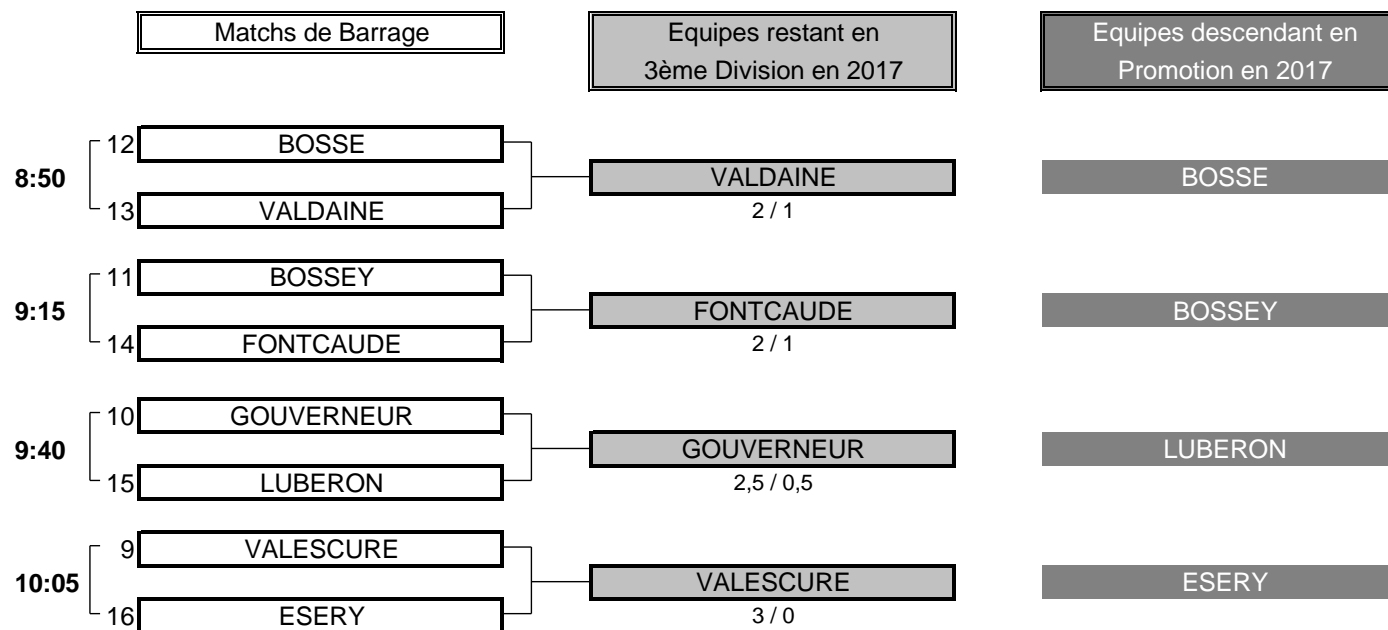 Matchs de Barrage
Equipes restant en
3ème Division en 2017
Equipes descendant en
Promotion en 2017
12 BOSSE
8:50 VALDAINE BOSSE
13 VALDAINE 2 / 1
11 BOSSEY
9:15 FONTCAUDE BOSSEY
14 FONTCAUDE 2 / 1
10 GOUVERNEUR
9:40 GOUVERNEUR LUBERON
15 LUBERON 2,5 / 0,5
9 VALESCURE
10:05 VALESCURE ESERY
16 ESERY 3 / 0